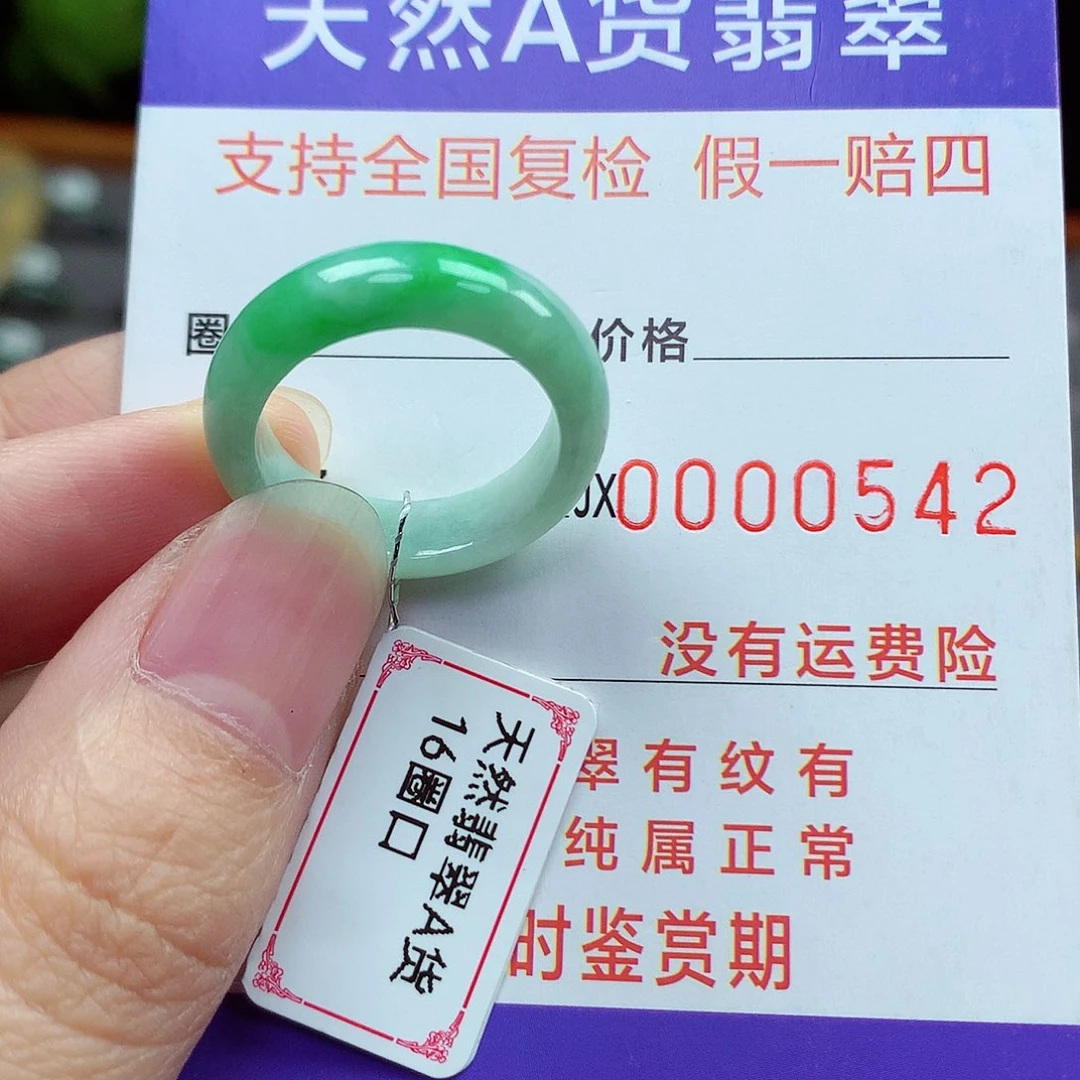 天然A货翡翠
支持全国复检 假一赔四
圈 价格
JX0000542
没有运费险
翠有纹有
纯属正常
时鉴赏期
天然翡翠A货
16圈口